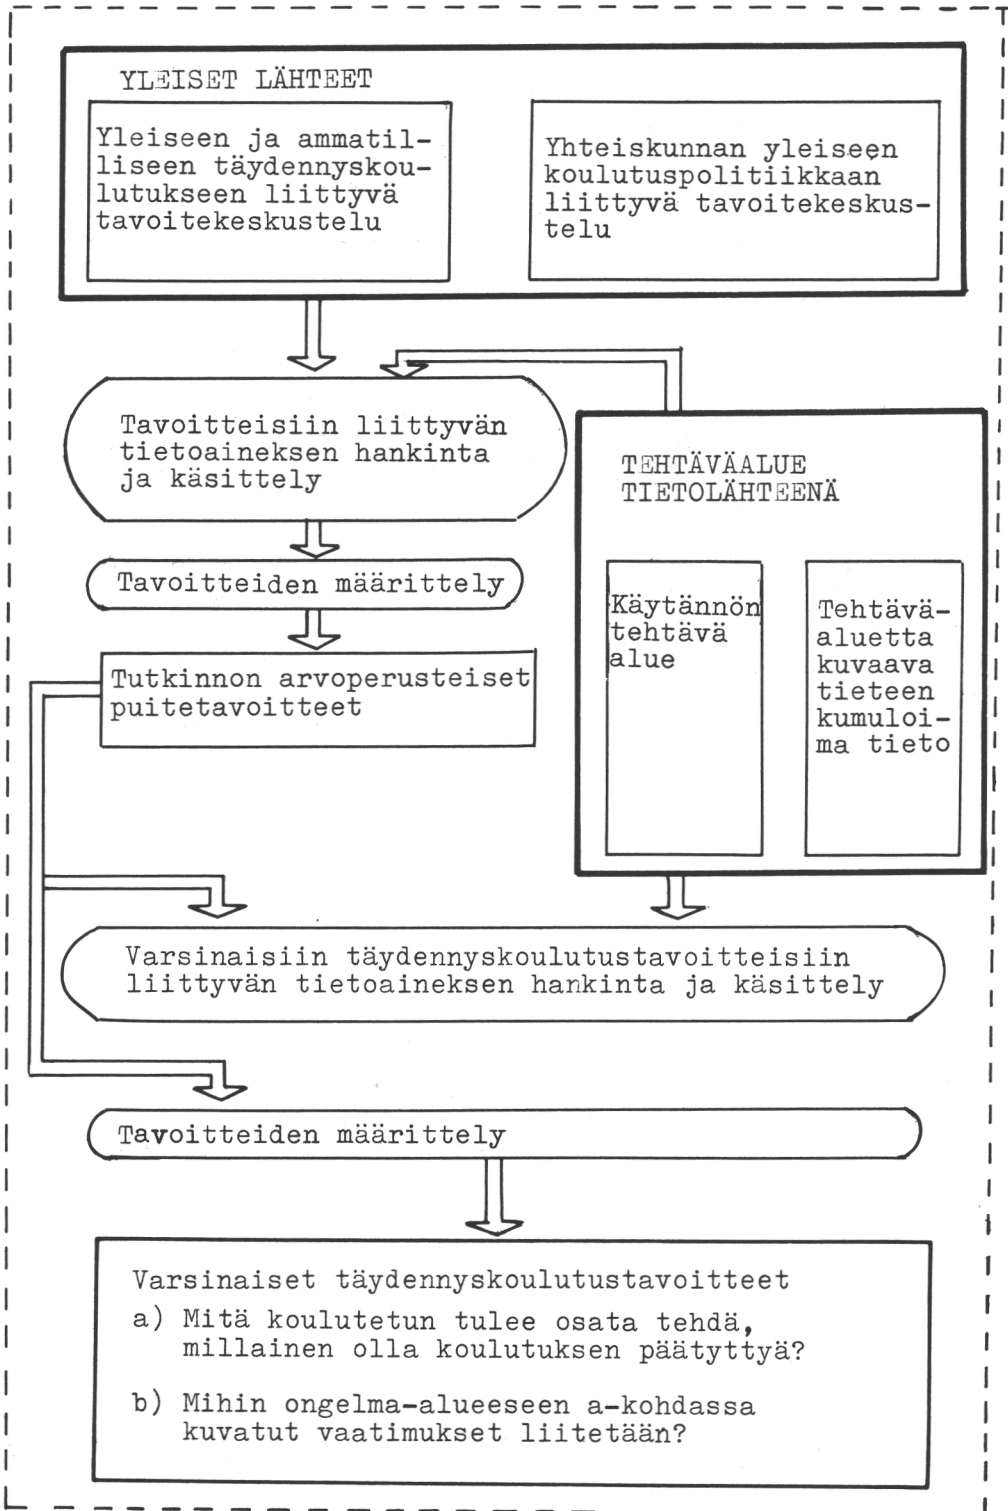 YLEISET LÄHTEET
Yleiseen ja ammatil-
liseen täydennyskou-
lutukseen liittyvä
tavoitekeskustelu
Yhteiskunnan yleiseen
koulutuspolitiikkaan
liittyvä tavoitekeskus-
telu
Tavoitteisiin liittyvän
tietoaineksen hankinta
ja käsittely
TEHTÄVÄALUE
TIETOLÄHTEENÄ
Käytännön
tehtävä
alue
Tehtävä-
aluetta
kuvaava
tieteen
kumuloi-
ma tieto
Tavoitteiden määrittely
Tutkinnon arvoperusteiset
puitetavoitteet
Varsinaisiin täydennyskoulutustavoitteisiin
liittyvän tietoaineksen hankinta ja käsittely
Tavoitteiden määrittely
Varsinaiset täydennyskoulutustavoitteet
a) Mitä koulutetun tulee osata tehdä,
millainen olla koulutuksen päätyttyä?
b) Mihin ongelma-alueeseen a-kohdassa
kuvatut vaatimukset liitetään?